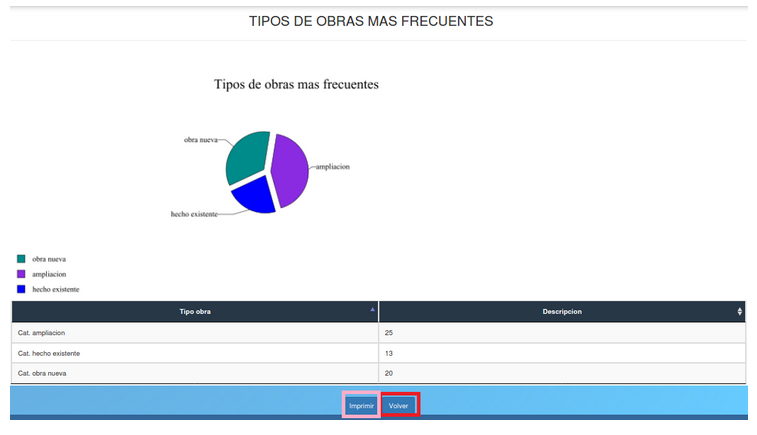 TIPOS DE OBRAS MAS FRECUENTES
Tipos de obras mas frecuentes
obra nueva
ampliacion
hecho existente
obra nueva
ampliacion
hecho existente
Tipo obra Descripcion
Cat. ampliacion 25
Cat. hecho existente 13
Cat. obra nueva 20
Imprimir Volver